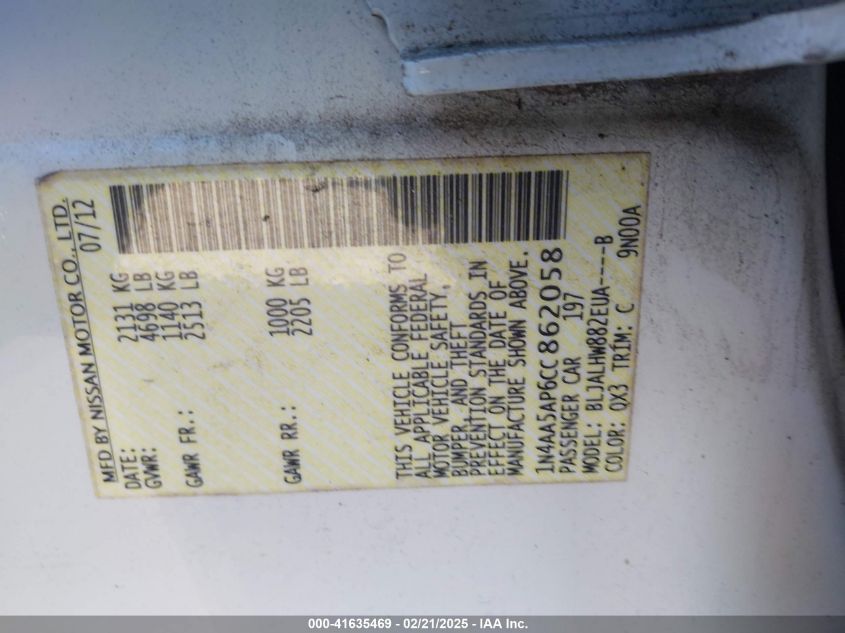 MFD BY NISSAN MOTOR CO., LTD.
DATE: 07/12
GVWR: 2131 KG
4698 LB
GAWR FR.: 1140 KG
2513 LB
GAWR RR.: 1000 KG
2205 LB
THIS VEHICLE CONFORMS TO
ALL APPLICABLE FEDERAL
MOTOR VEHICLE SAFETY,
BUMPER, AND THEFT
PREVENTION STANDARDS IN
EFFECT ON THE DATE OF
MANUFACTURE SHOWN ABOVE.
1N4AA5AP6CC862058
PASSENGER CAR 197
MODEL: BLJALHW882EUA----B
COLOR: QX3 TRIM: C 9N00A
000-41635469 - 02/21/2025 - IAA Inc.